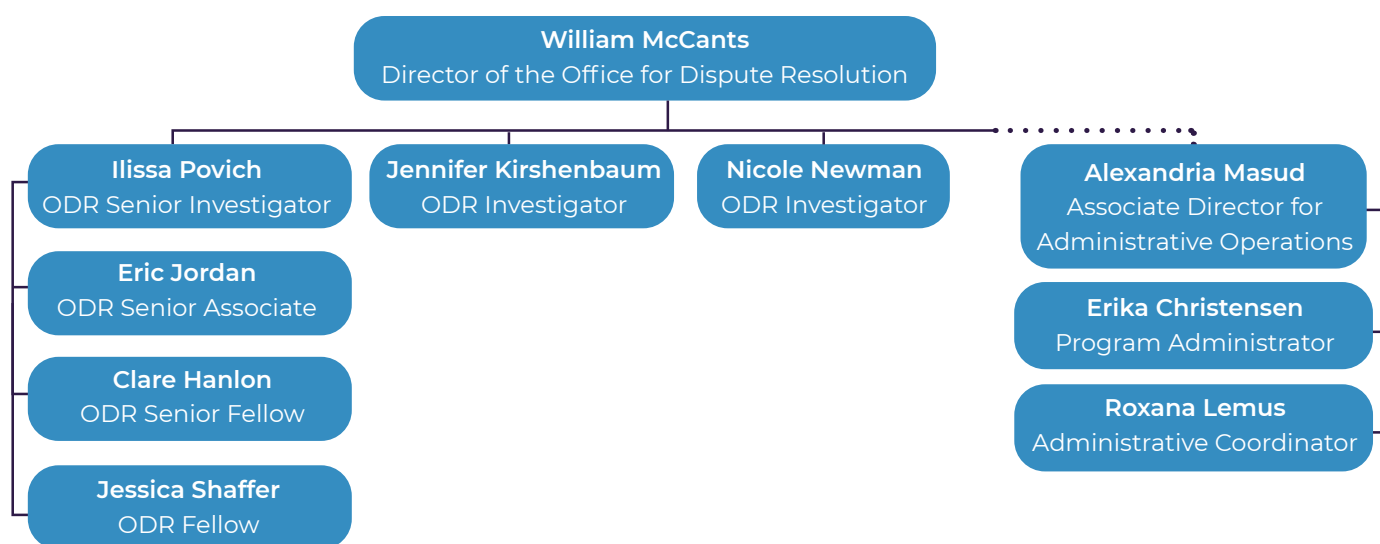 William McCants
Director of the Office for Dispute Resolution
Ilissa Povich
ODR Senior Investigator
Jennifer Kirshenbaum
ODR Investigator
Nicole Newman
ODR Investigator
Alexandria Masud
Associate Director for
Administrative Operations
Eric Jordan
ODR Senior Associate
Erika Christensen
Program Administrator
Clare Hanlon
ODR Senior Fellow
Roxana Lemus
Administrative Coordinator
Jessica Shaffer
ODR Fellow